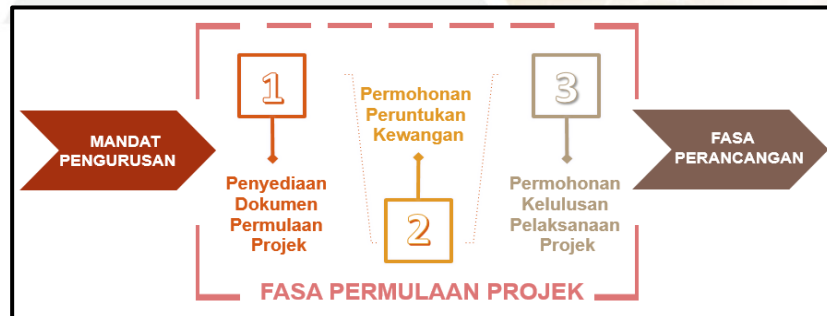 MANDAT
PENGURUSAN
1
Penyediaan
Dokumen
Permulaan
Projek
Permohonan
Peruntukan
Kewangan
2
3
Permohonan
Kelulusan
Pelaksanaan
Projek
FASA
PERANCANGAN
FASA PERMULAAN PROJEK